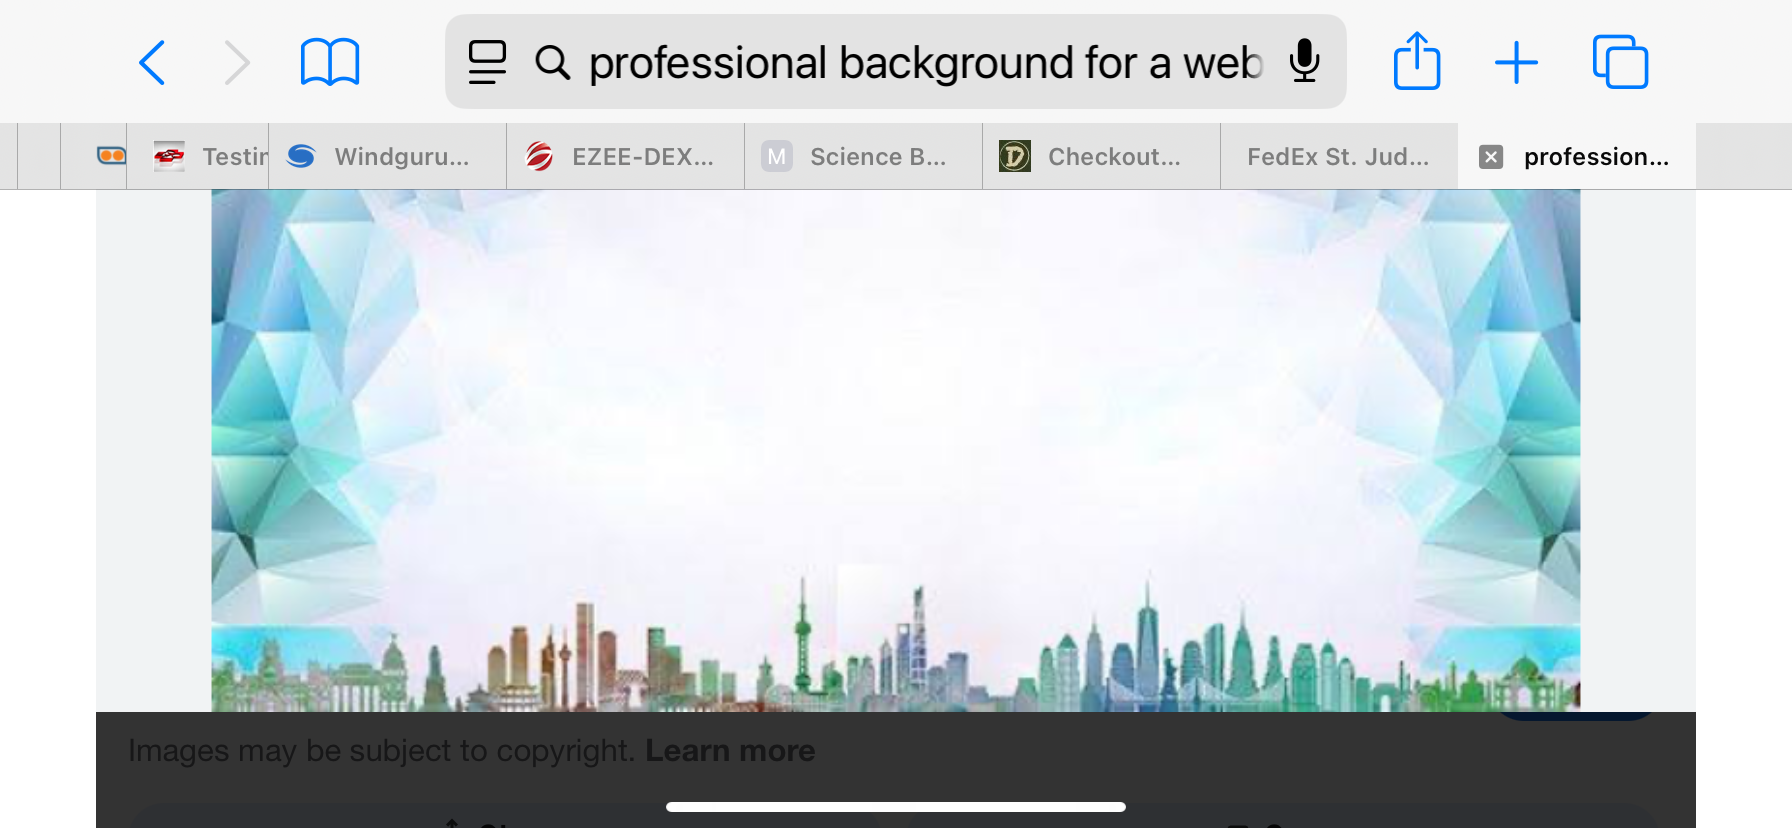 professional background for a web
Testin
Windguru...
EZEE-DEX...
M
Science B...
D
Checkout...
FedEx St. Jud...
profession...
Images may be subject to copyright. Learn more